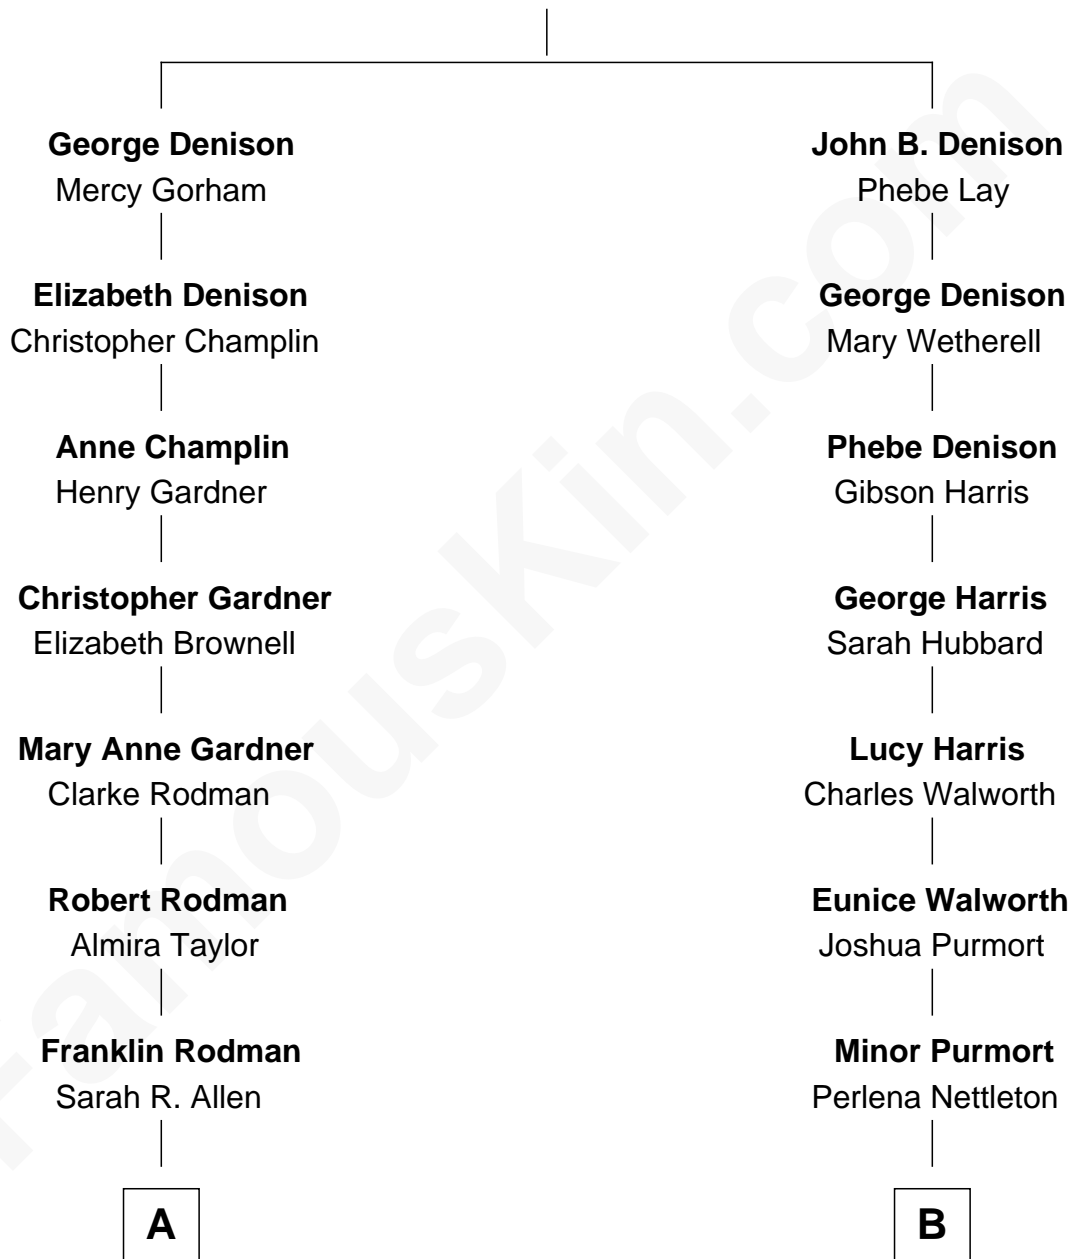 George Denison
Mercy Gorham
John B. Denison
Phebe Lay
Elizabeth Denison
Christopher Champlin
George Denison
Mary Wetherell
Anne Champlin
Henry Gardner
Phebe Denison
Gibson Harris
Christopher Gardner
Elizabeth Brownell
George Harris
Sarah Hubbard
Mary Anne Gardner
Clarke Rodman
Lucy Harris
Charles Walworth
Robert Rodman
Almira Taylor
Eunice Walworth
Joshua Purmort
Franklin Rodman
Sarah R. Allen
Minor Purmort
Perlena Nettleton
A
B
FamousKin.com